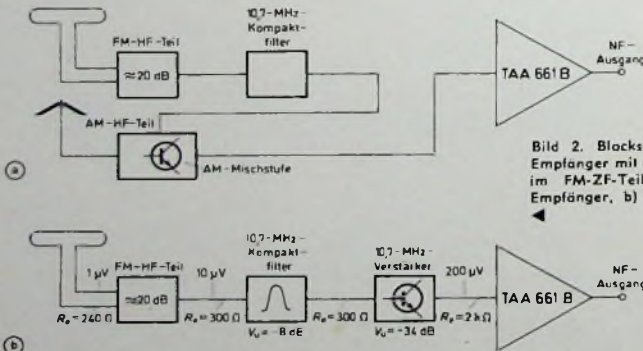 10,7-MHz-
Kompakt-
filter
FM-HF-Teil
≈20 dB
AM-HF-Teil
AM-Mischstufe
TAA 661 B
NF-
Ausgang
a
Bild 2. Blocks
Empfänger mit
im FM-ZF-Teil
Empfänger, b)
10,7-MHz-
Kompakt-
filter
10,7-MHz-
Verstärker
FM-HF-Teil
1 µV
≈20 dB
10 µV
200 µV
TAA 661 B
NF-
Ausgang
Re=240 Ω
Re=300 Ω
Vu=-8 dB
Re=300 Ω
Vu=-34 dB
Re=2 kΩ
b